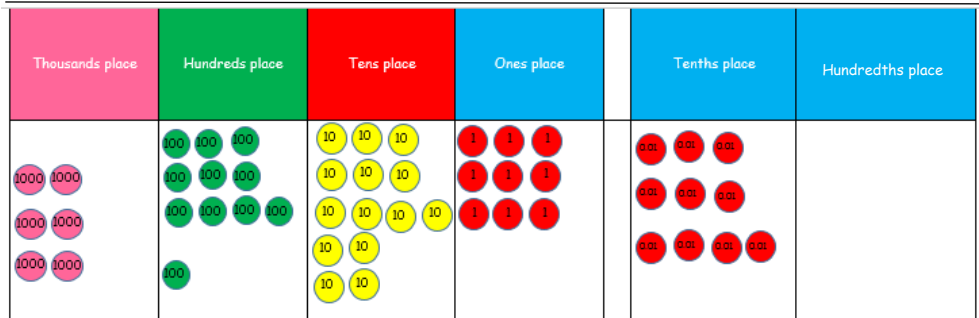 Thousands place Hundreds place Tens place Ones place Tenths place Hundredths place
100 100 100 10 10 10 1 1 1 0.01 0.01 0.01
1000 1000 100 100 100 10 10 10 1 1 1 0.01 0.01 0.01
1000 1000 100 100 100 100 10 10 10 10 1 1 1 0.01 0.01 0.01 0.01
1000 1000 10 10
100 10 10